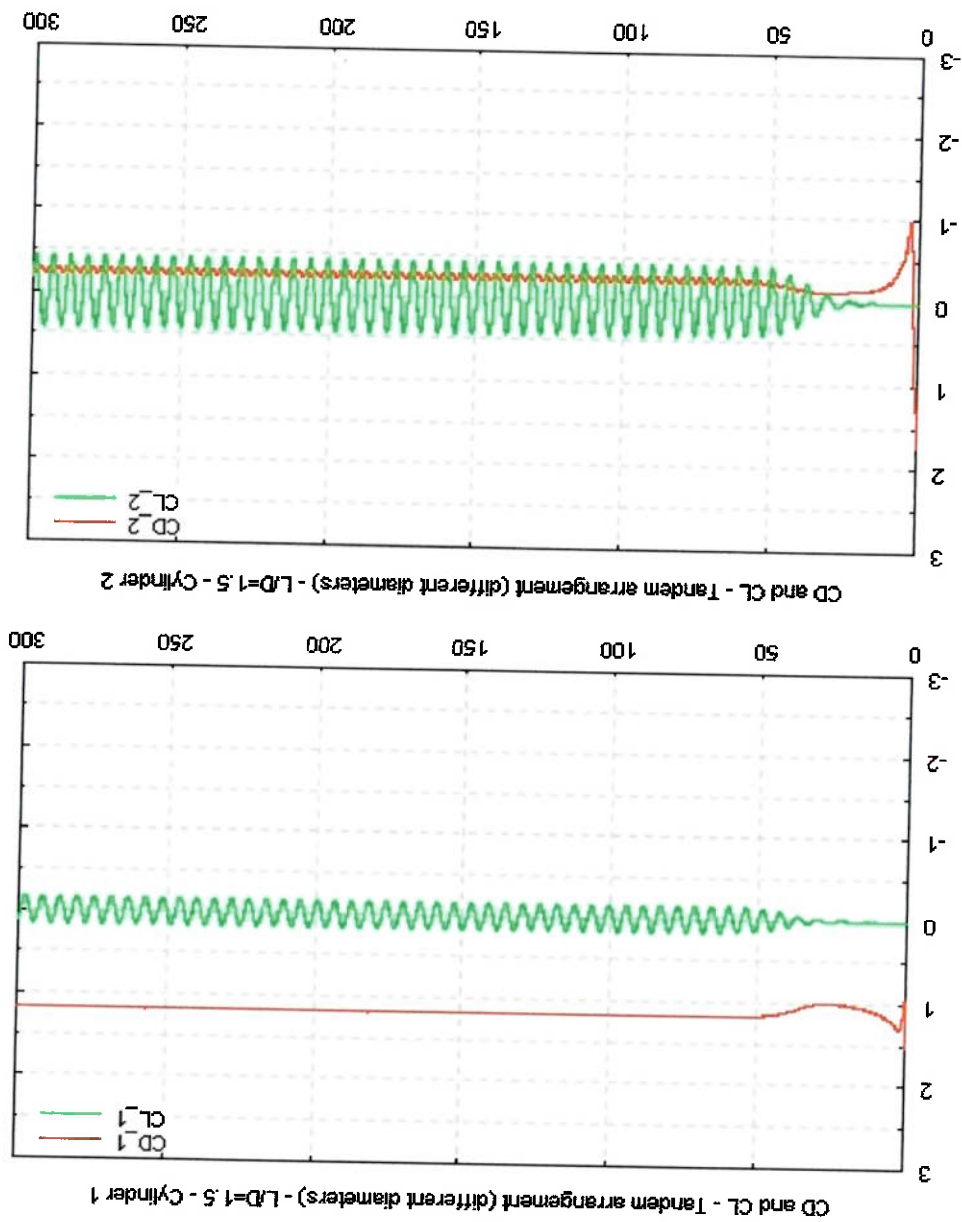 CD and CL - Tandem arrangement (different diameters) - L/D=1.5 - Cylinder 1
3
CD_1
CL_1
2
1
0
-1
-2
-3
0 50 100 150 200 250 300
CD and CL - Tandem arrangement (different diameters) - L/D=1.5 - Cylinder 2
3
CD_2
CL_2
2
1
0
-1
-2
-3
0 50 100 150 200 250 300